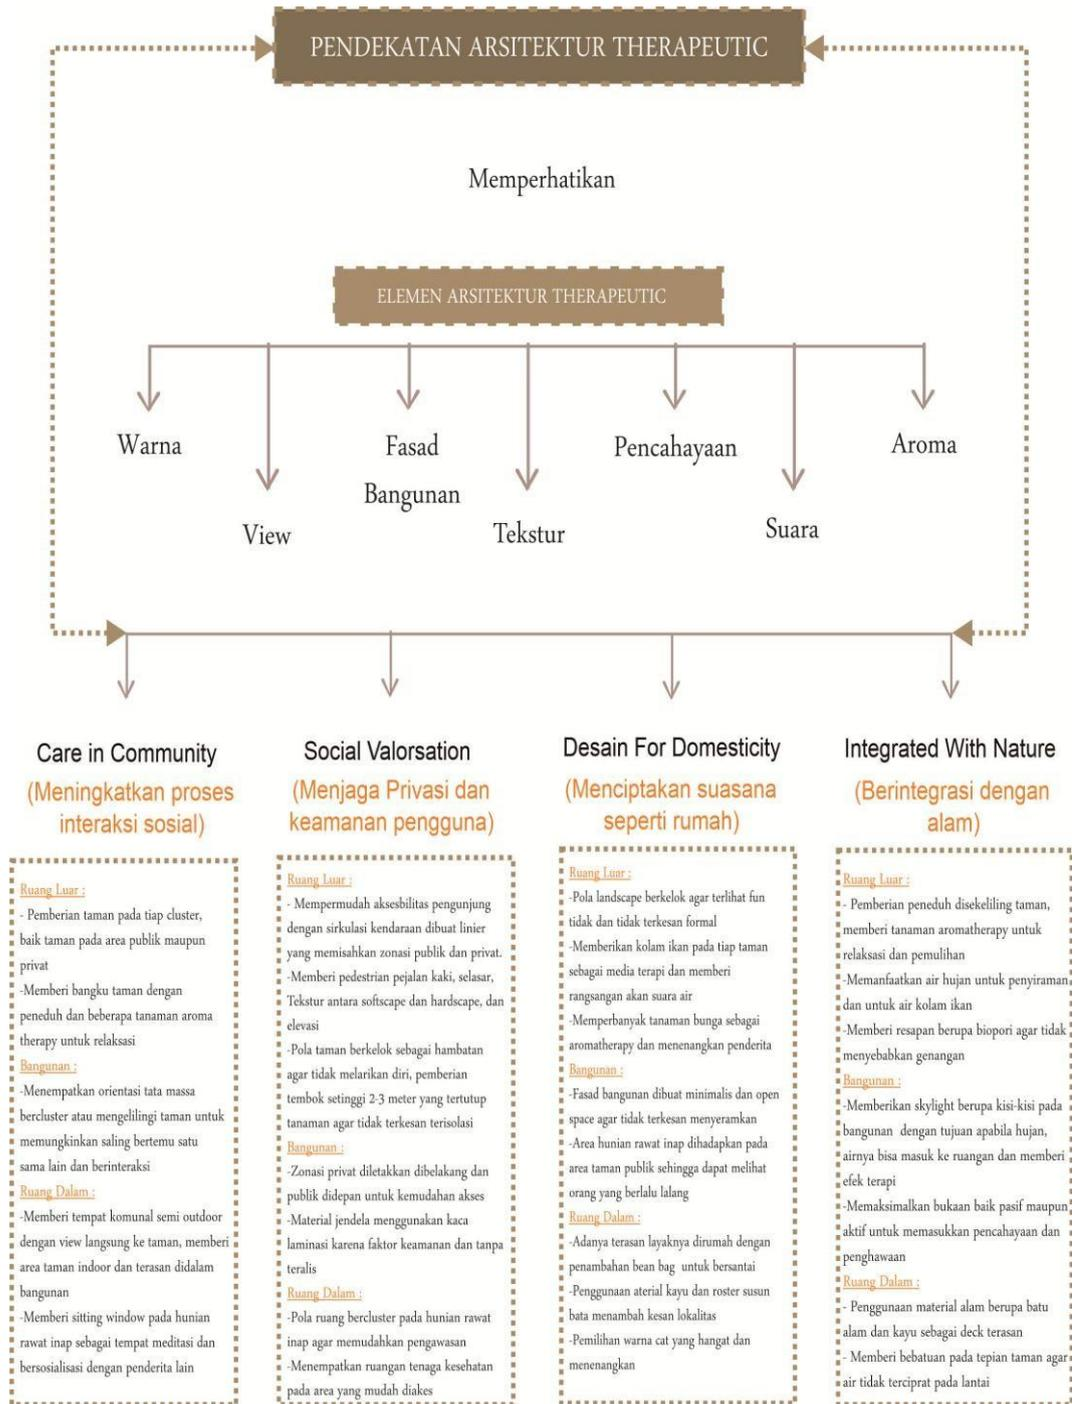 PENDEKATAN ARSITEKTUR THERAPEUTIC
Memperhatikan
ELEMEN ARSITEKTUR THERAPEUTIC
Warna
View
Fasad
Bangunan
Tekstur
Pencahayaan
Suara
Aroma
Care in Community
(Meningkatkan proses
interaksi sosial)
Ruang Luar :
- Pemberian taman pada tiap cluster,
baik taman pada area publik maupun
privat
-Memberi bangku taman dengan
peneduh dan beberapa tanaman aroma
therapy untuk relaksasi
Bangunan :
-Menempatkan orientasi tata massa
bercluster atau mengelilingi taman untuk
memungkinkan saling bertemu satu
sama lain dan berinteraksi
Ruang Dalam :
-Memberi tempat komunal semi outdoor
dengan view langsung ke taman, memberi
area taman indoor dan terasan didalam
bangunan
-Memberi sitting window pada hunian
rawat inap sebagai tempat meditasi dan
bersosialisasi dengan penderita lain
Social Valorsation
(Menjaga Privasi dan
keamanan pengguna)
Ruang Luar :
- Mempermudah aksesbilitas pengunjung
dengan sirkulasi kendaraan dibuat linier
yang memisahkan zonasi publik dan privat.
-Memberi pedestrian pejalan kaki, selasar,
Tekstur antara softscape dan hardscape, dan
elevasi
-Pola taman berkelok sebagai hambatan
agar tidak melarikan diri, pemberian
tembok setinggi 2-3 meter yang tertutup
tanaman agar tidak terkesan terisolasi
Bangunan :
-Zonasi privat diletakkan dibelakang dan
publik didepan untuk kemudahan akses
-Material jendela menggunakan kaca
laminasi karena faktor keamanan dan tanpa
teralis
Ruang Dalam :
-Pola ruang bercluster pada hunian rawat
inap agar memudahkan pengawasan
-Menempatkan ruangan tenaga kesehatan
pada area yang mudah diakes
Desain For Domesticity
(Menciptakan suasana
seperti rumah)
Ruang Luar :
-Pola landscape berkelok agar terlihat fun
tidak dan tidak terkesan formal
-Memberikan kolam ikan pada tiap taman
sebagai media terapi dan memberi
rangsangan akan suara air
-Memperbanyak tanaman bunga sebagai
aromatherapy dan menenangkan penderita
Bangunan :
-Fasad bangunan dibuat minimalis dan open
space agar tidak terkesan menyeramkan
-Area hunian rawat inap dihadapkan pada
area taman publik sehingga dapat melihat
orang yang berlalu lalang
Ruang Dalam :
-Adanya terasan layaknya dirumah dengan
penambahan bean bag untuk bersantai
-Penggunaan aterial kayu dan roster susun
bata menambah kesan lokalitas
-Pemilihan warna cat yang hangat dan
menenangkan
Integrated With Nature
(Berintegrasi dengan
alam)
Ruang Luar :
- Pemberian peneduh disekeliling taman,
memberi tanaman aromatherapy untuk
relaksasi dan pemulihan
-Memanfaatkan air hujan untuk penyiraman
dan untuk air kolam ikan
-Memberi resapan berupa biopori agar tidak
menyebabkan genangan
Bangunan :
-Memberikan skylight berupa kisi-kisi pada
bangunan dengan tujuan apabila hujan,
airnya bisa masuk ke ruangan dan memberi
efek terapi
-Memaksimalkan bukaan baik pasif maupun
aktif untuk memasukkan pencahayaan dan
penghawaan
Ruang Dalam :
- Penggunaan material alam berupa batu
alam dan kayu sebagai deck terasan
- Memberi bebatuan pada tepian taman agar
air tidak terciprat pada lantai